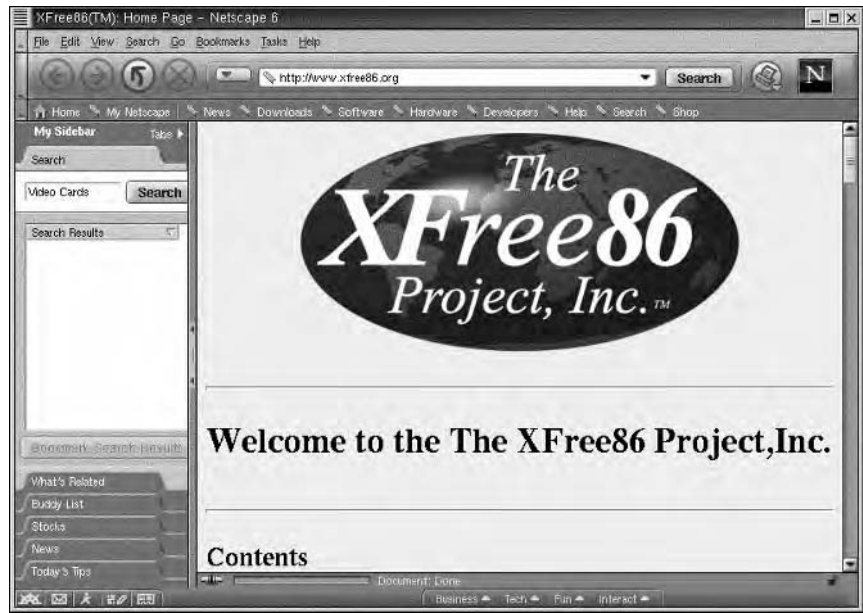 XFree86(TM): Home Page – Netscape 6
File Edit View Search Go Bookmarks Tasks Help
http://www.xfree86.org
Search
N
Home My Netscape News Downloads Software Hardware Developers Help Search Shop
My Sidebar Tabs
Search
Video Cards Search
Search Results
Bookmark Search Results
What's Related
Buddy List
Stocks
News
Today's Tips
The
XFree86
Project, Inc.™
Welcome to the The XFree86 Project,Inc.
Contents
Document: Done
Business Tech Fun Interact